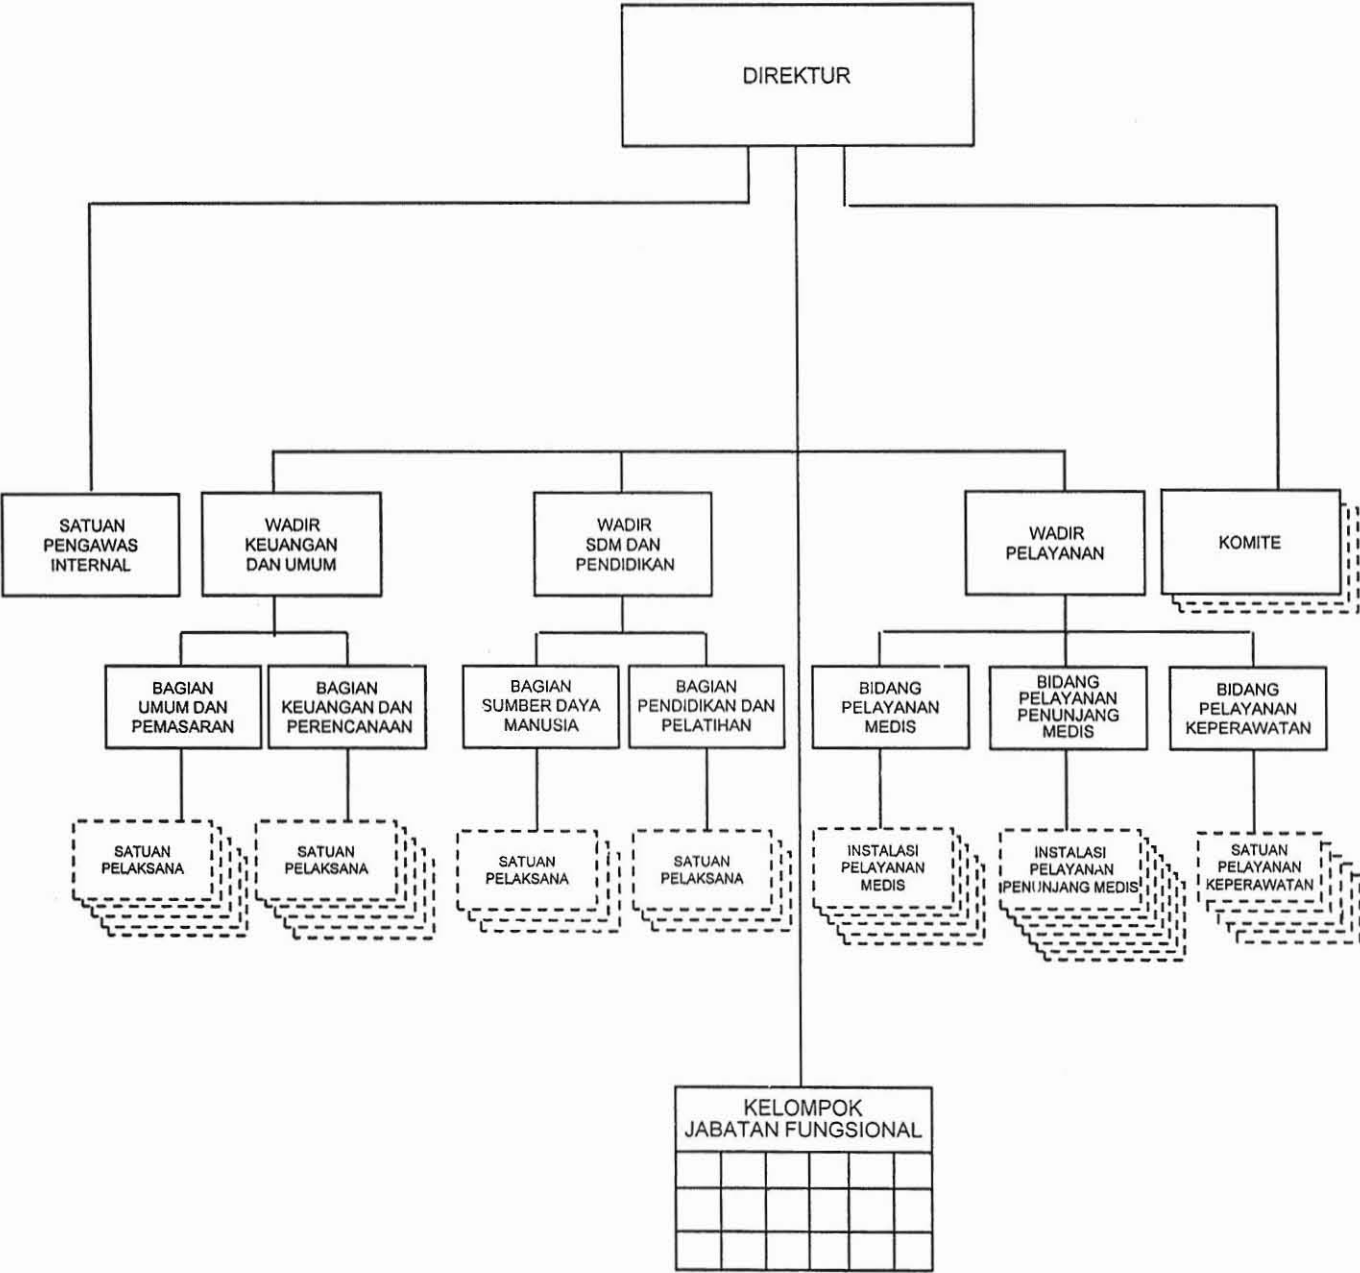 DIREKTUR
SATUAN
PENGAWAS
INTERNAL
WADIR
KEUANGAN
DAN UMUM
WADIR
SDM DAN
PENDIDIKAN
WADIR
PELAYANAN
KOMITE
BAGIAN
UMUM DAN
PEMASARAN
BAGIAN
KEUANGAN DAN
PERENCANAAN
BAGIAN
SUMBER DAYA
MANUSIA
BAGIAN
PENDIDIKAN DAN
PELATIHAN
BIDANG
PELAYANAN
MEDIS
BIDANG
PELAYANAN
PENUNJANG
MEDIS
BIDANG
PELAYANAN
KEPERAWATAN
SATUAN
PELAKSANA
SATUAN
PELAKSANA
SATUAN
PELAKSANA
SATUAN
PELAKSANA
INSTALASI
PELAYANAN
MEDIS
INSTALASI
PELAYANAN
PENUNJANG MEDIS
SATUAN
PELAYANAN
KEPERAWATAN
KELOMPOK
JABATAN FUNGSIONAL